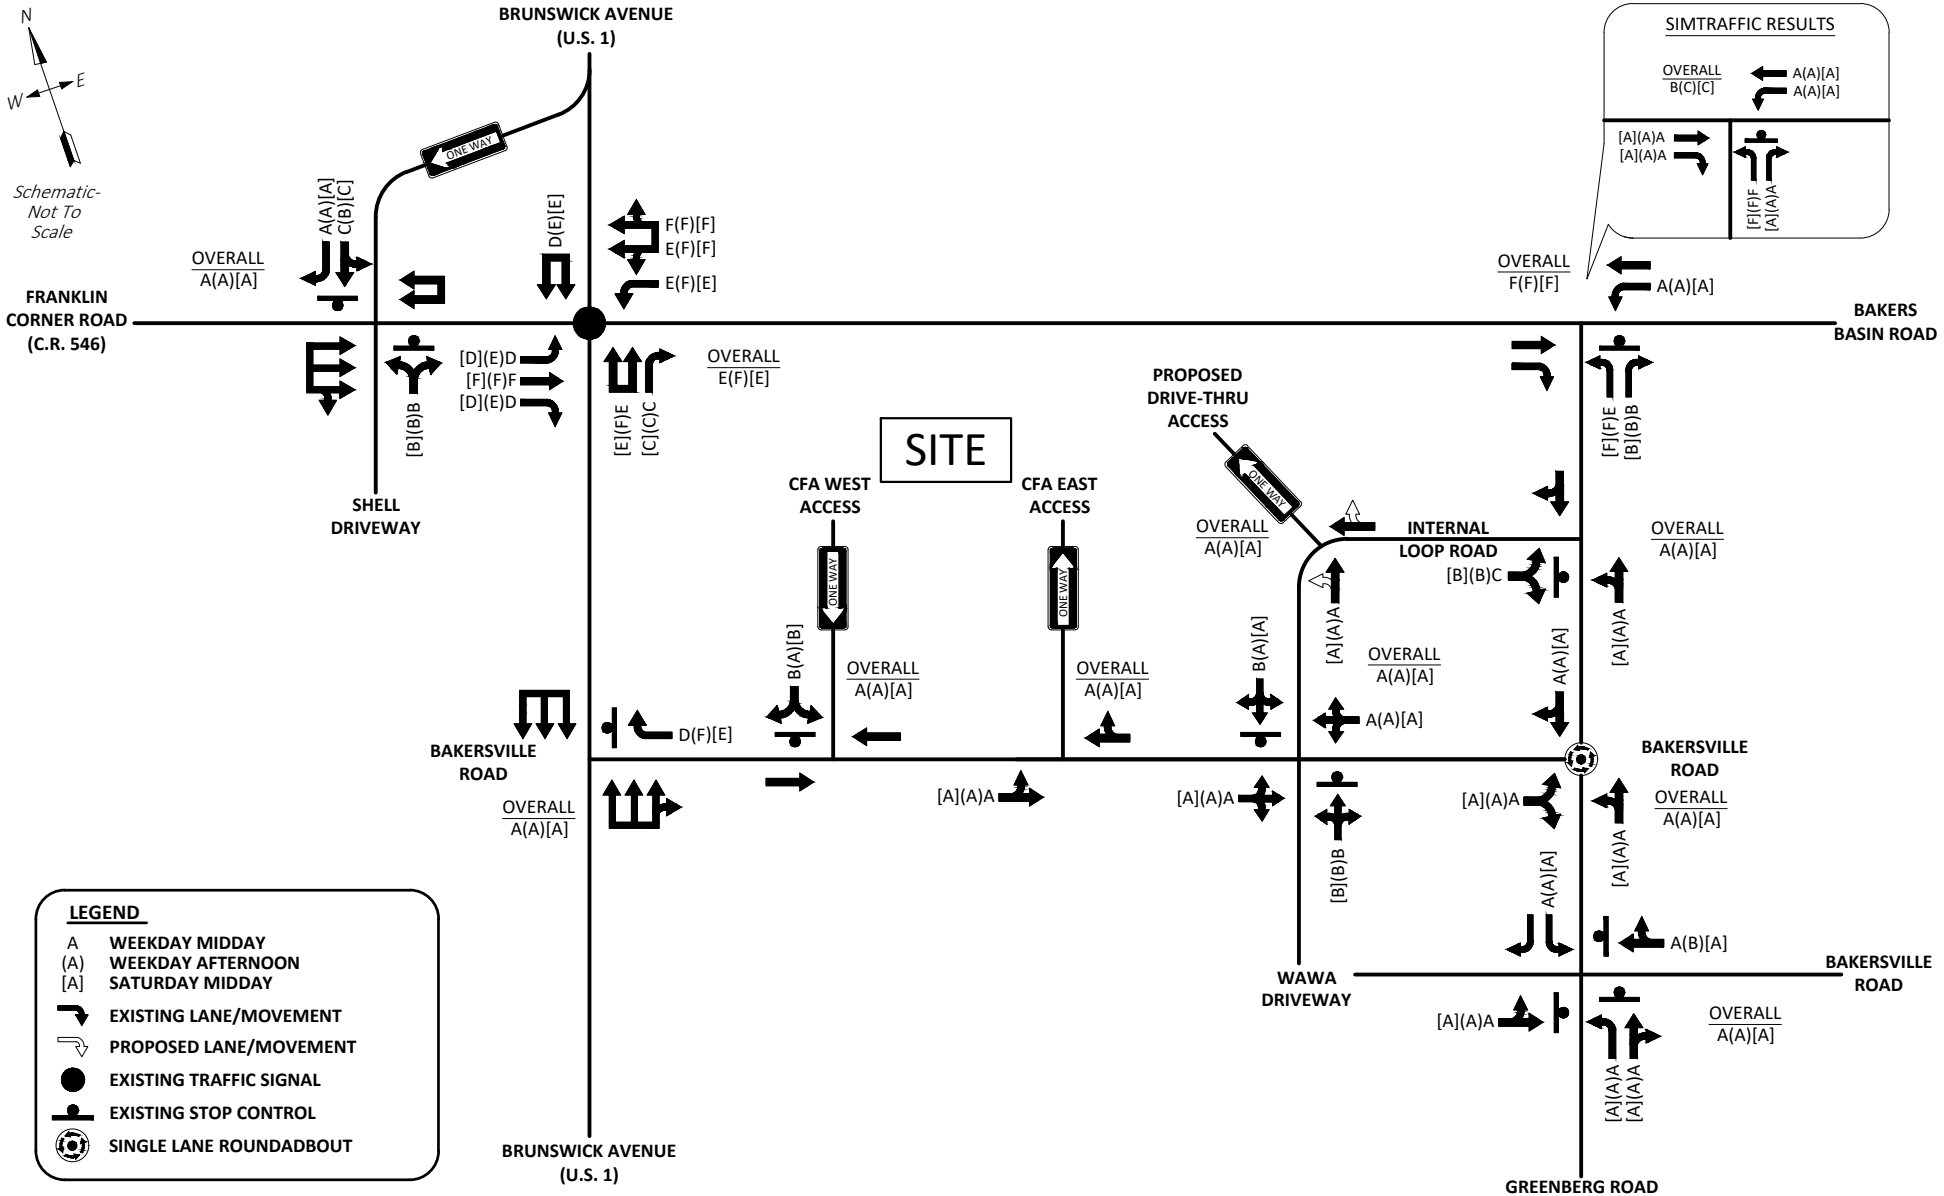 N
W
E
Schematic-
Not To
Scale
BRUNSWICK AVENUE
(U.S. 1)
SIMTRAFFIC RESULTS
OVERALL
B(C)[C]
A(A)[A]
A(A)[A]
[A](A)A
[A](A)A
[F](F)F
[A](A)A
ONE WAY
A(A)[A]
C(B)[C]
OVERALL
A(A)[A]
D(E)[E]
F(F)[F]
E(F)[F]
E(F)[E]
OVERALL
F(F)[F]
A(A)[A]
FRANKLIN
CORNER ROAD
(C.R. 546)
BAKERS
BASIN ROAD
[B](B)B
[D](E)D
[F](F)F
[D](E)D
[E](F)E
[C](C)C
OVERALL
E(F)[E]
[F](F)E
[B](B)B
PROPOSED
DRIVE-THRU
ACCESS
SITE
SHELL
DRIVEWAY
CFA WEST
ACCESS
CFA EAST
ACCESS
ONE WAY
OVERALL
A(A)[A]
INTERNAL
LOOP ROAD
OVERALL
A(A)[A]
[B](B)C
ONE WAY
ONE WAY
[A](A)A
[A](A)A
B(A)[B]
OVERALL
A(A)[A]
OVERALL
A(A)[A]
B(A)[A]
OVERALL
A(A)[A]
A(A)[A]
A(A)[A]
D(F)[E]
BAKERSVILLE
ROAD
BAKERSVILLE
ROAD
OVERALL
A(A)[A]
[A](A)A
[A](A)A
[A](A)A
OVERALL
A(A)[A]
[A](A)A
[B](B)B
A(A)[A]
A(B)[A]
WAWA
DRIVEWAY
BAKERSVILLE
ROAD
[A](A)A
OVERALL
A(A)[A]
[A](A)A
[A](A)A
LEGEND
A WEEKDAY MIDDAY
(A) WEEKDAY AFTERNOON
[A] SATURDAY MIDDAY
EXISTING LANE/MOVEMENT
PROPOSED LANE/MOVEMENT
EXISTING TRAFFIC SIGNAL
EXISTING STOP CONTROL
SINGLE LANE ROUNDADBOUT
BRUNSWICK AVENUE
(U.S. 1)
GREENBERG ROAD